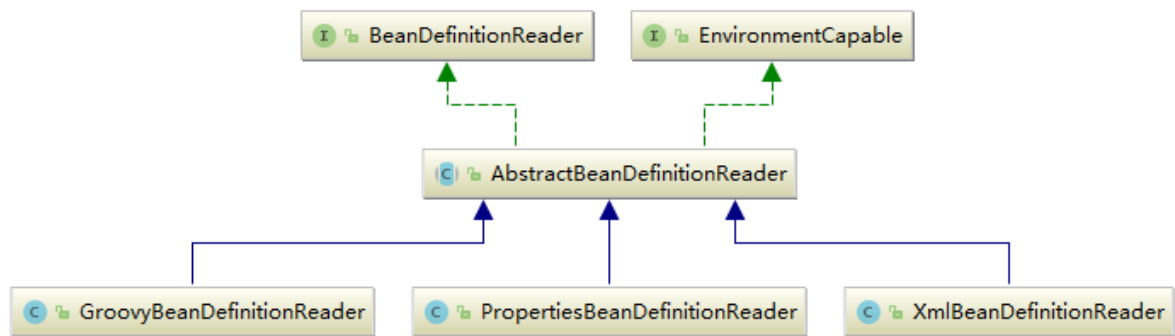 BeanDefinitionReader
EnvironmentCapable
AbstractBeanDefinitionReader
GroovyBeanDefinitionReader
PropertiesBeanDefinitionReader
XmlBeanDefinitionReader